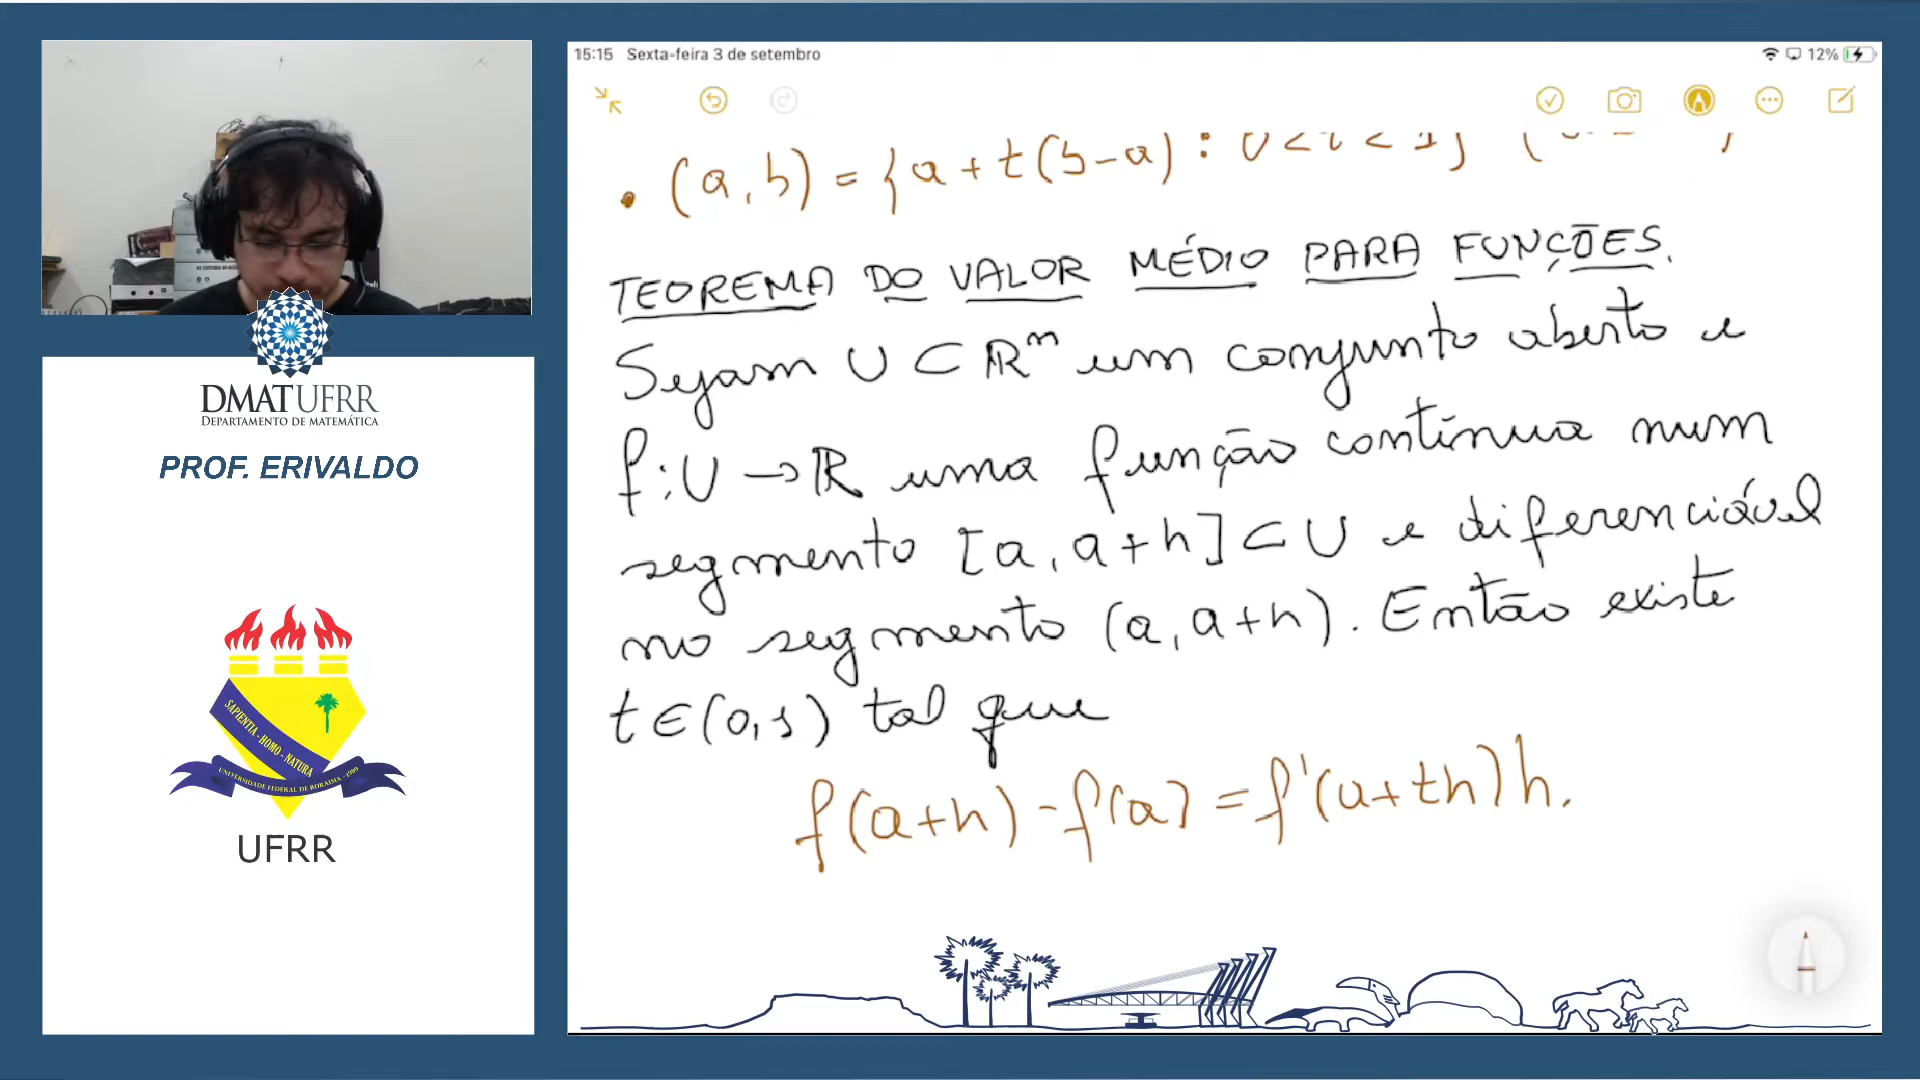 15:15 Sexta-feira 3 de setembro
12%
• (a,b) = {a + t(b-a) : 0 < t < 1}
TEOREMA DO VALOR MÉDIO PARA FUNÇÕES.
Sejam U ⊂ ℝⁿ um conjunto aberto e
f: U → ℝ uma função contínua num
segmento [a, a+h] ⊂ U e diferenciável
no segmento (a, a+h). Então existe
t ∈ (0,1) tal que
f(a+h) - f(a) = f'(a+th)h.
DMATUFRR
DEPARTAMENTO DE MATEMÁTICA
PROF. ERIVALDO
SAPIENTIA - HOMO - NATURA
UNIVERSIDADE FEDERAL DE RORAIMA - 1989
UFRR